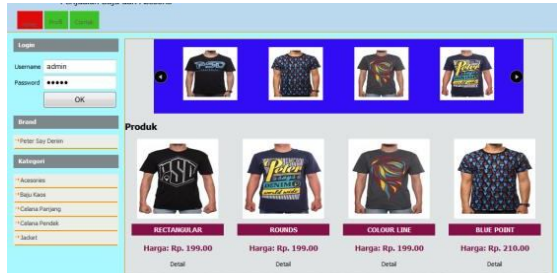 Login
Username admin
Password
OK
Brand
Peter Say Denim
Kategori
Acesories
Baju Kaos
Celana Panjang
Celana Pendek
Jacket
Produk
RECTANGULAR
ROUNDS
COLOUR LINE
BLUE POINT
Harga: Rp. 199.00
Harga: Rp. 199.00
Harga: Rp. 199.00
Harga: Rp. 210.00
Detail
Detail
Detail
Detail